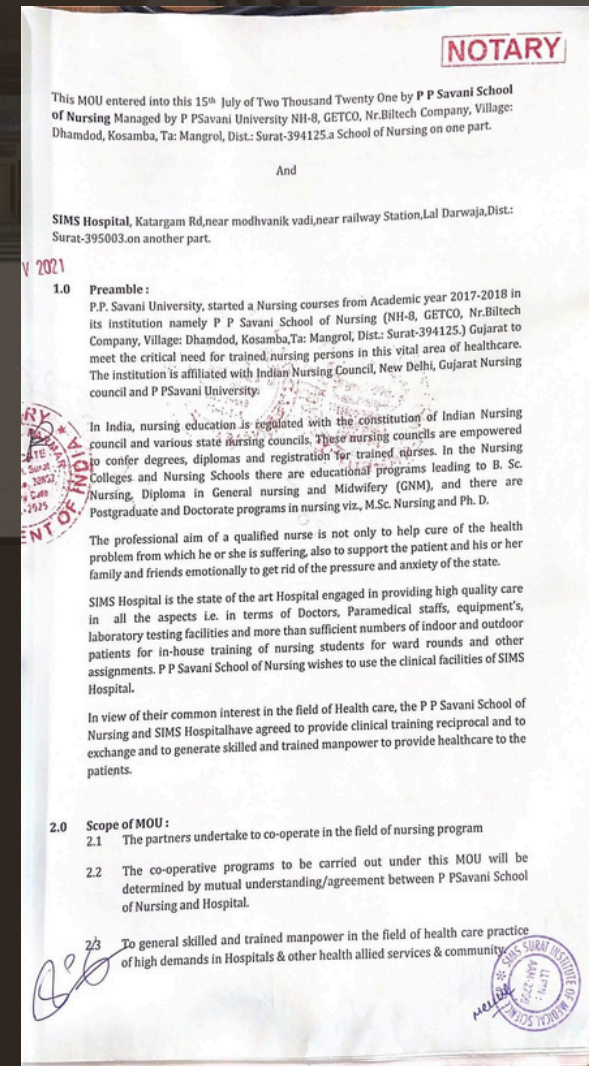 NOTARY
This MOU entered into this 15th July of Two Thousand Twenty One by P P Savani School
of Nursing Managed by P PSavani University NH-8, GETCO, Nr.Biltech Company, Village:
Dhamdod, Kosamba, Ta: Mangrol, Dist.: Surat-394125.a School of Nursing on one part.
And
SIMS Hospital, Katargam Rd,near modhvanik vadi,near railway Station,Lal Darwaja,Dist.:
Surat-395003.on another part.
V 2021
1.0 Preamble :
P.P. Savani University, started a Nursing courses from Academic year 2017-2018 in
its institution namely P P Savani School of Nursing (NH-8, GETCO, Nr.Biltech
Company, Village: Dhamdod, Kosamba,Ta: Mangrol, Dist.: Surat-394125.) Gujarat to
meet the critical need for trained nursing persons in this vital area of healthcare.
The institution is affiliated with Indian Nursing Council, New Delhi, Gujarat Nursing
council and P PSavani University.
In India, nursing education is regulated with the constitution of Indian Nursing
council and various state nursing councils. These nursing councils are empowered
to confer degrees, diplomas and registration for trained nurses. In the Nursing
Colleges and Nursing Schools there are educational programs leading to B. Sc.
Nursing, Diploma in General nursing and Midwifery (GNM), and there are
Postgraduate and Doctorate programs in nursing viz., M.Sc. Nursing and Ph. D.
The professional aim of a qualified nurse is not only to help cure of the health
problem from which he or she is suffering, also to support the patient and his or her
family and friends emotionally to get rid of the pressure and anxiety of the state.
SIMS Hospital is the state of the art Hospital engaged in providing high quality care
in all the aspects i.e. in terms of Doctors, Paramedical staffs, equipment's,
laboratory testing facilities and more than sufficient numbers of indoor and outdoor
patients for in-house training of nursing students for ward rounds and other
assignments. P P Savani School of Nursing wishes to use the clinical facilities of SIMS
Hospital.
In view of their common interest in the field of Health care, the P P Savani School of
Nursing and SIMS Hospitalhave agreed to provide clinical training reciprocal and to
exchange and to generate skilled and trained manpower to provide healthcare to the
patients.
2.0 Scope of MOU :
2.1 The partners undertake to co-operate in the field of nursing program
2.2 The co-operative programs to be carried out under this MOU will be
determined by mutual understanding/agreement between P PSavani School
of Nursing and Hospital.
2/3 To general skilled and trained manpower in the field of health care practice
of high demands in Hospitals & other health allied services & community.
SIMS SURAT INSTITUTE OF MEDICAL SCIENCE